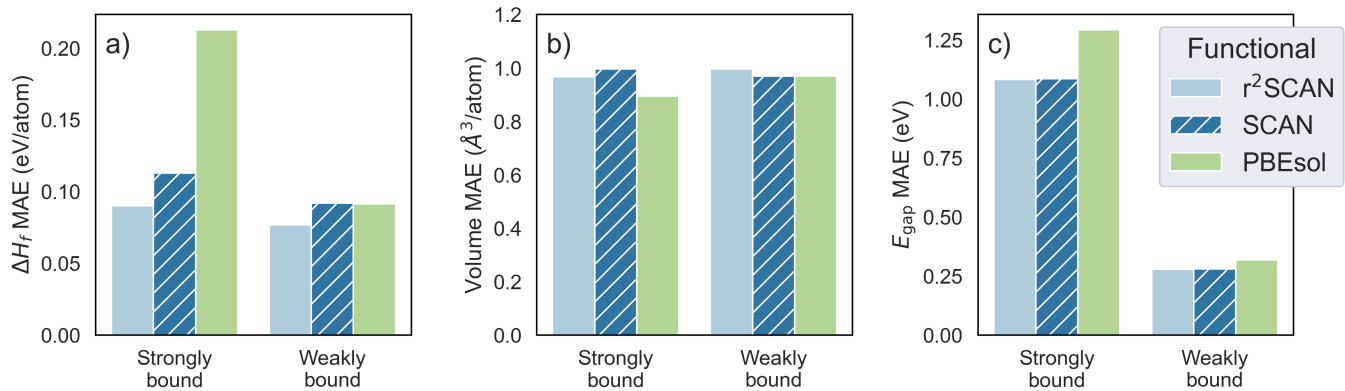 a)
ΔH_f MAE (eV/atom)
0.20
0.15
0.10
0.05
0.00
Strongly
bound
Weakly
bound
b)
Volume MAE (Å³/atom)
1.2
1.0
0.8
0.6
0.4
0.2
0.0
Strongly
bound
Weakly
bound
c)
E_gap MAE (eV)
1.25
1.00
0.75
0.50
0.25
0.00
Strongly
bound
Weakly
bound
Functional
r²SCAN
SCAN
PBEsol